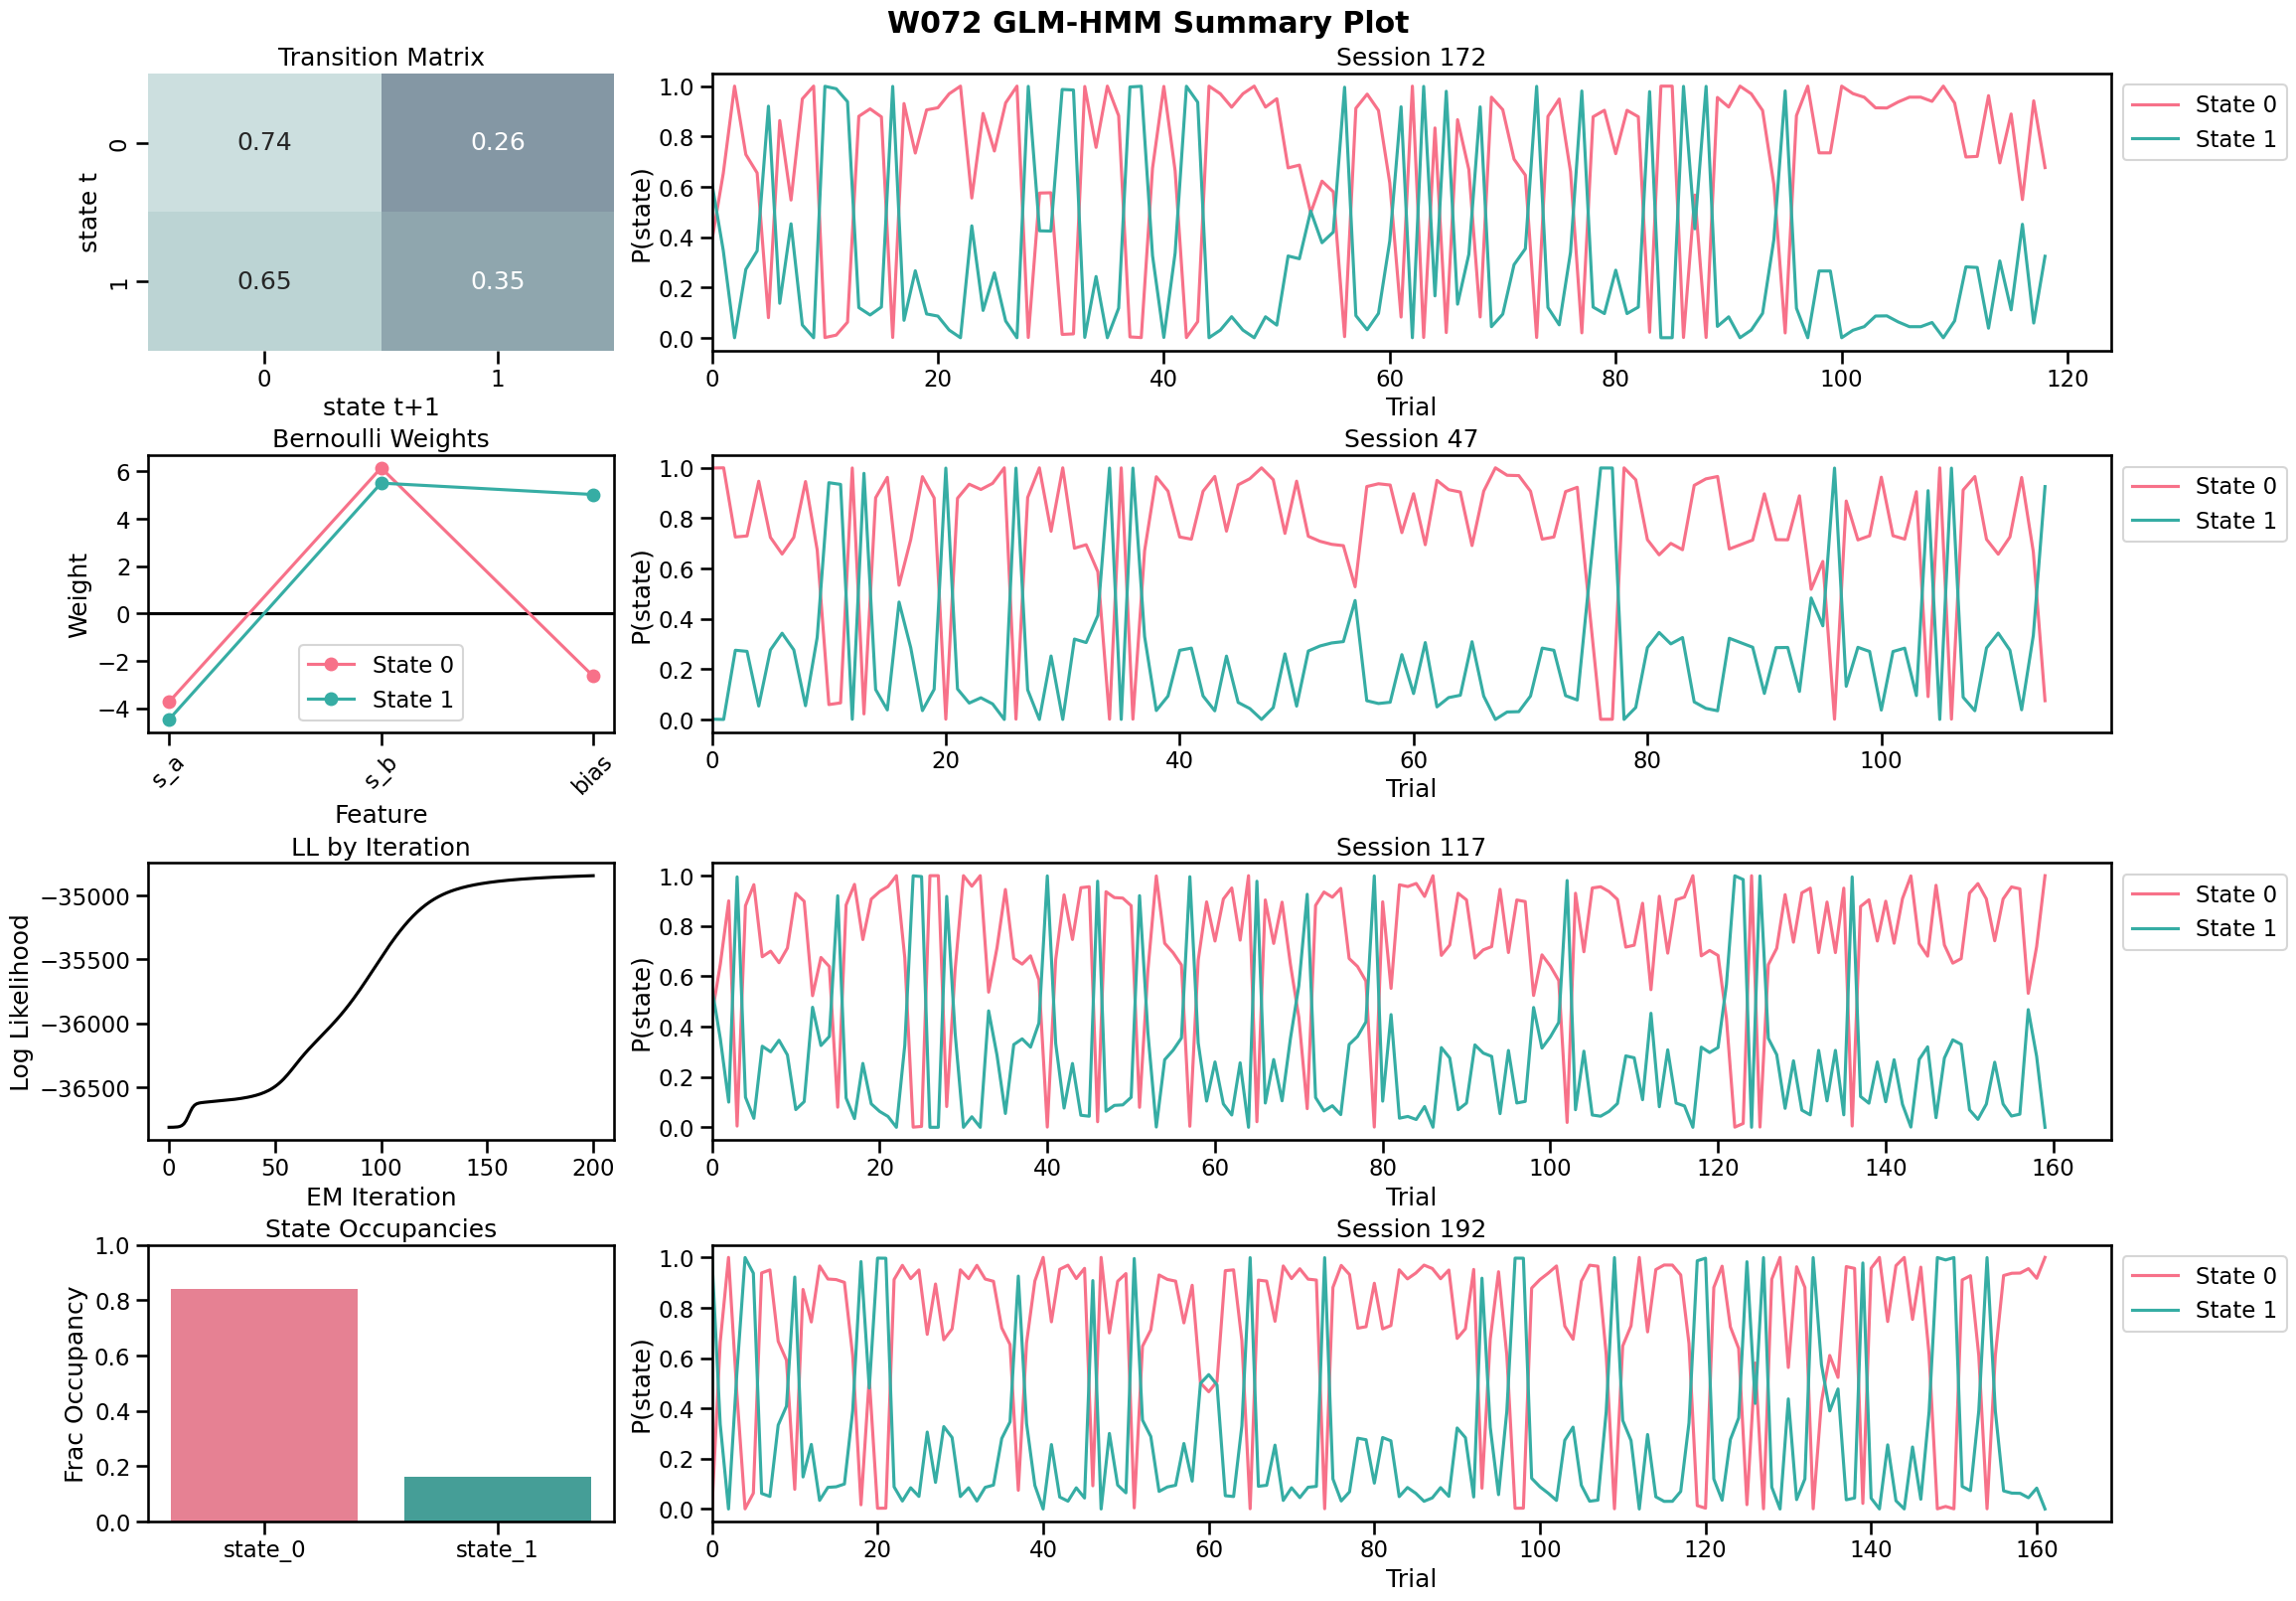 W072 GLM-HMM Summary Plot
Transition Matrix
0.74 0.26
0.65 0.35
0
1
state t
0 1
state t+1
Session 172
1.0
0.8
0.6
0.4
0.2
0.0
P(state)
0 20 40 60 80 100 120
Trial
State 0
State 1
Bernoulli Weights
6
4
2
0
−2
−4
Weight
State 0
State 1
s_a s_b bias
Feature
Session 47
1.0
0.8
0.6
0.4
0.2
0.0
P(state)
0 20 40 60 80 100
Trial
State 0
State 1
LL by Iteration
−35000
−35500
−36000
−36500
Log Likelihood
0 50 100 150 200
EM Iteration
Session 117
1.0
0.8
0.6
0.4
0.2
0.0
P(state)
0 20 40 60 80 100 120 140 160
Trial
State 0
State 1
State Occupancies
1.0
0.8
0.6
0.4
0.2
0.0
Frac Occupancy
state_0 state_1
Session 192
1.0
0.8
0.6
0.4
0.2
0.0
P(state)
0 20 40 60 80 100 120 140 160
Trial
State 0
State 1